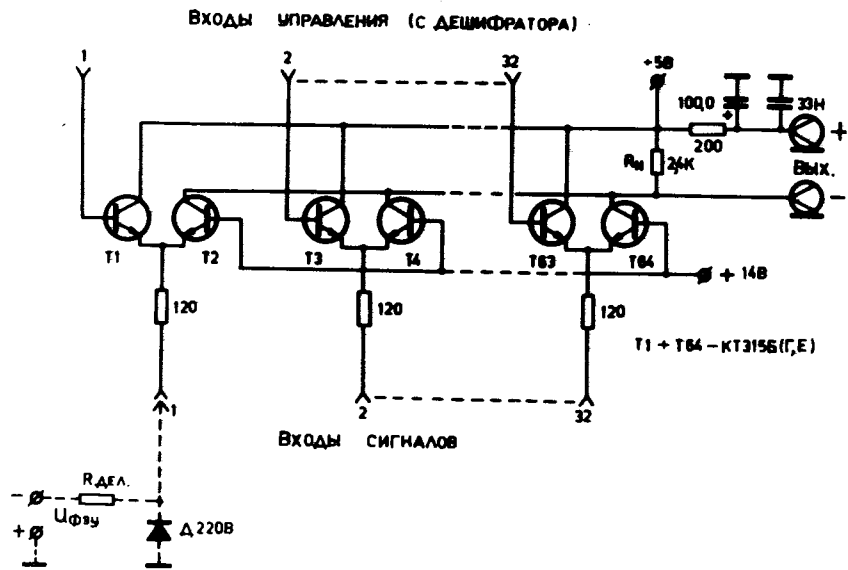 Входы управления (с дешифратора)
1
2
32
+5В
100,0
+
33Н
200
+
Rн
2,4К
Вых.
-
Т1
Т2
Т3
Т4
Т63
Т64
+ 14В
120
120
120
Т1 ÷ Т64 - КТ315Б(Г,Е)
1
2
32
Входы сигналов
Rдел.
-
Uфэу
+
Д220В